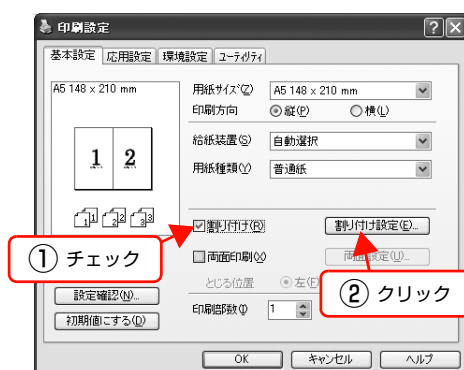 印刷設定
基本設定 応用設定 環境設定 ユーティリティ
A5 148 x 210 mm
1 2
1 1 2 2 3 3
用紙サイズ(Z) A5 148 x 210 mm
印刷方向 縦(P) 横(L)
給紙装置(S) 自動選択
用紙種類(Y) 普通紙
割り付け(R) 割り付け設定(E)...
① チェック
両面印刷(X) 両面設定(U)...
とじる位置 左(E)
② クリック
設定確認(N)...
初期値にする(D)
印刷部数(I) 1
OK キャンセル ヘルプ